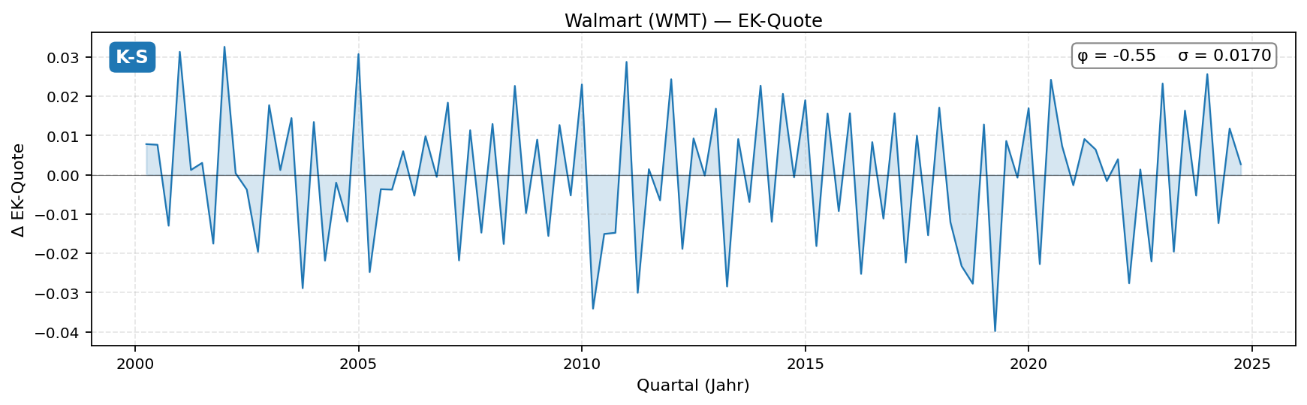 Walmart (WMT) — EK-Quote
K-S
φ = -0.55 σ = 0.0170
Δ EK-Quote
0.03
0.02
0.01
0.00
−0.01
−0.02
−0.03
−0.04
2000 2005 2010 2015 2020 2025
Quartal (Jahr)